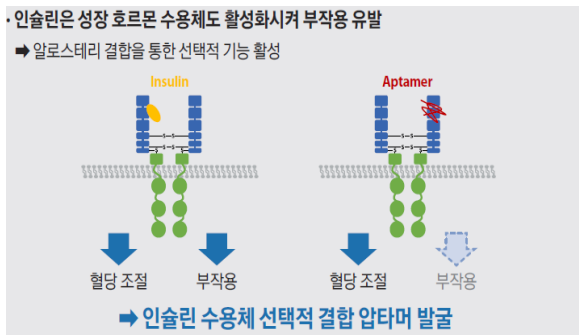 · 인슐린은 성장 호르몬 수용체도 활성화시켜 부작용 유발
➡ 알로스테리 결합을 통한 선택적 기능 활성
Insulin
Aptamer
-s-s-
-s-s-
-s-s-
-s-s-
혈당 조절
부작용
혈당 조절
부작용
➡ 인슐린 수용체 선택적 결합 압타머 발굴